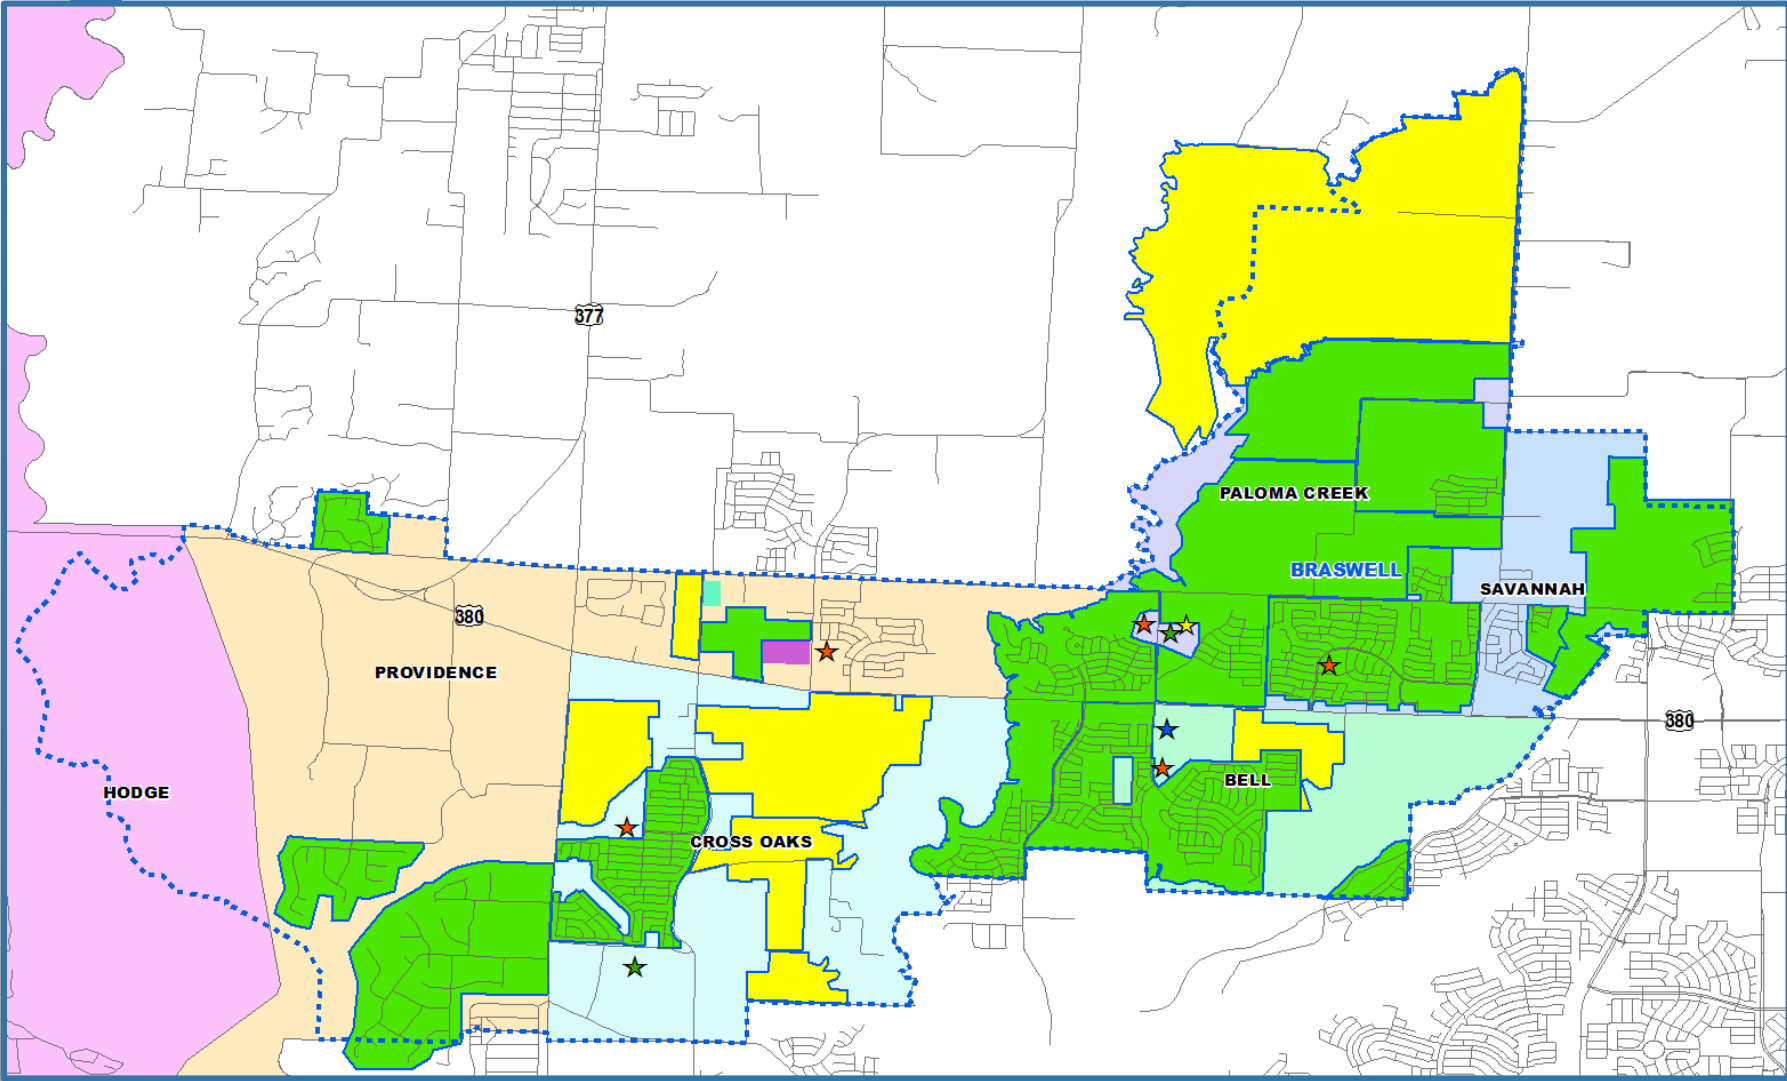 377
PALOMA CREEK
BRASWELL
SAVANNAH
380
PROVIDENCE
380
BELL
HODGE
CROSS OAKS